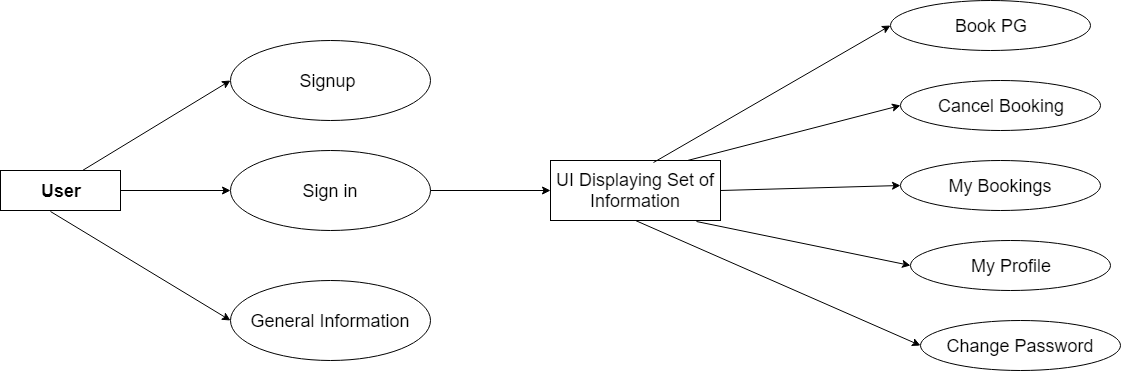 User
Signup
Sign in
General Information
UI Displaying Set of
Information
Book PG
Cancel Booking
My Bookings
My Profile
Change Password